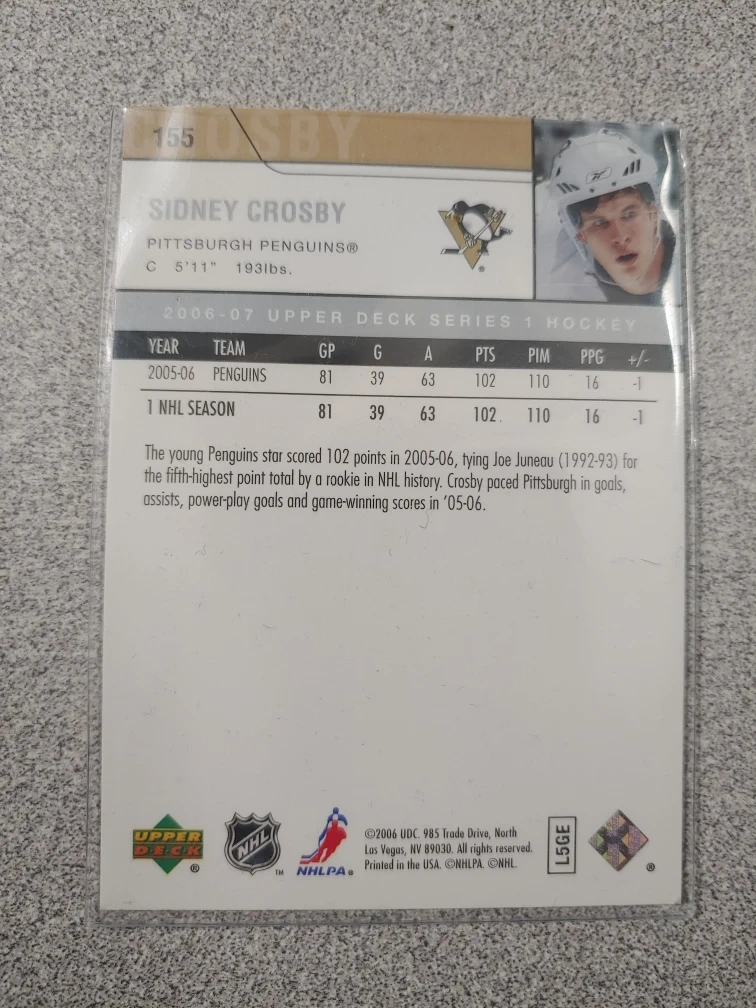 CROSBY
155
SIDNEY CROSBY
PITTSBURGH PENGUINS®
C 5'11" 193lbs.
2006-07 UPPER DECK SERIES 1 HOCKEY
YEAR TEAM GP G A PTS PIM PPG +/-
2005-06 PENGUINS 81 39 63 102 110 16 -1
1 NHL SEASON 81 39 63 102 110 16 -1
The young Penguins star scored 102 points in 2005-06, tying Joe Juneau (1992-93) for
the fifth-highest point total by a rookie in NHL history. Crosby paced Pittsburgh in goals,
assists, power-play goals and game-winning scores in '05-06.
UPPER
DECK
®
NHL
TM
NHLPA®
©2006 UDC. 985 Trade Drive, North
Las Vegas, NV 89030. All rights reserved.
Printed in the USA. ©NHLPA. ©NHL.
L5GE
®